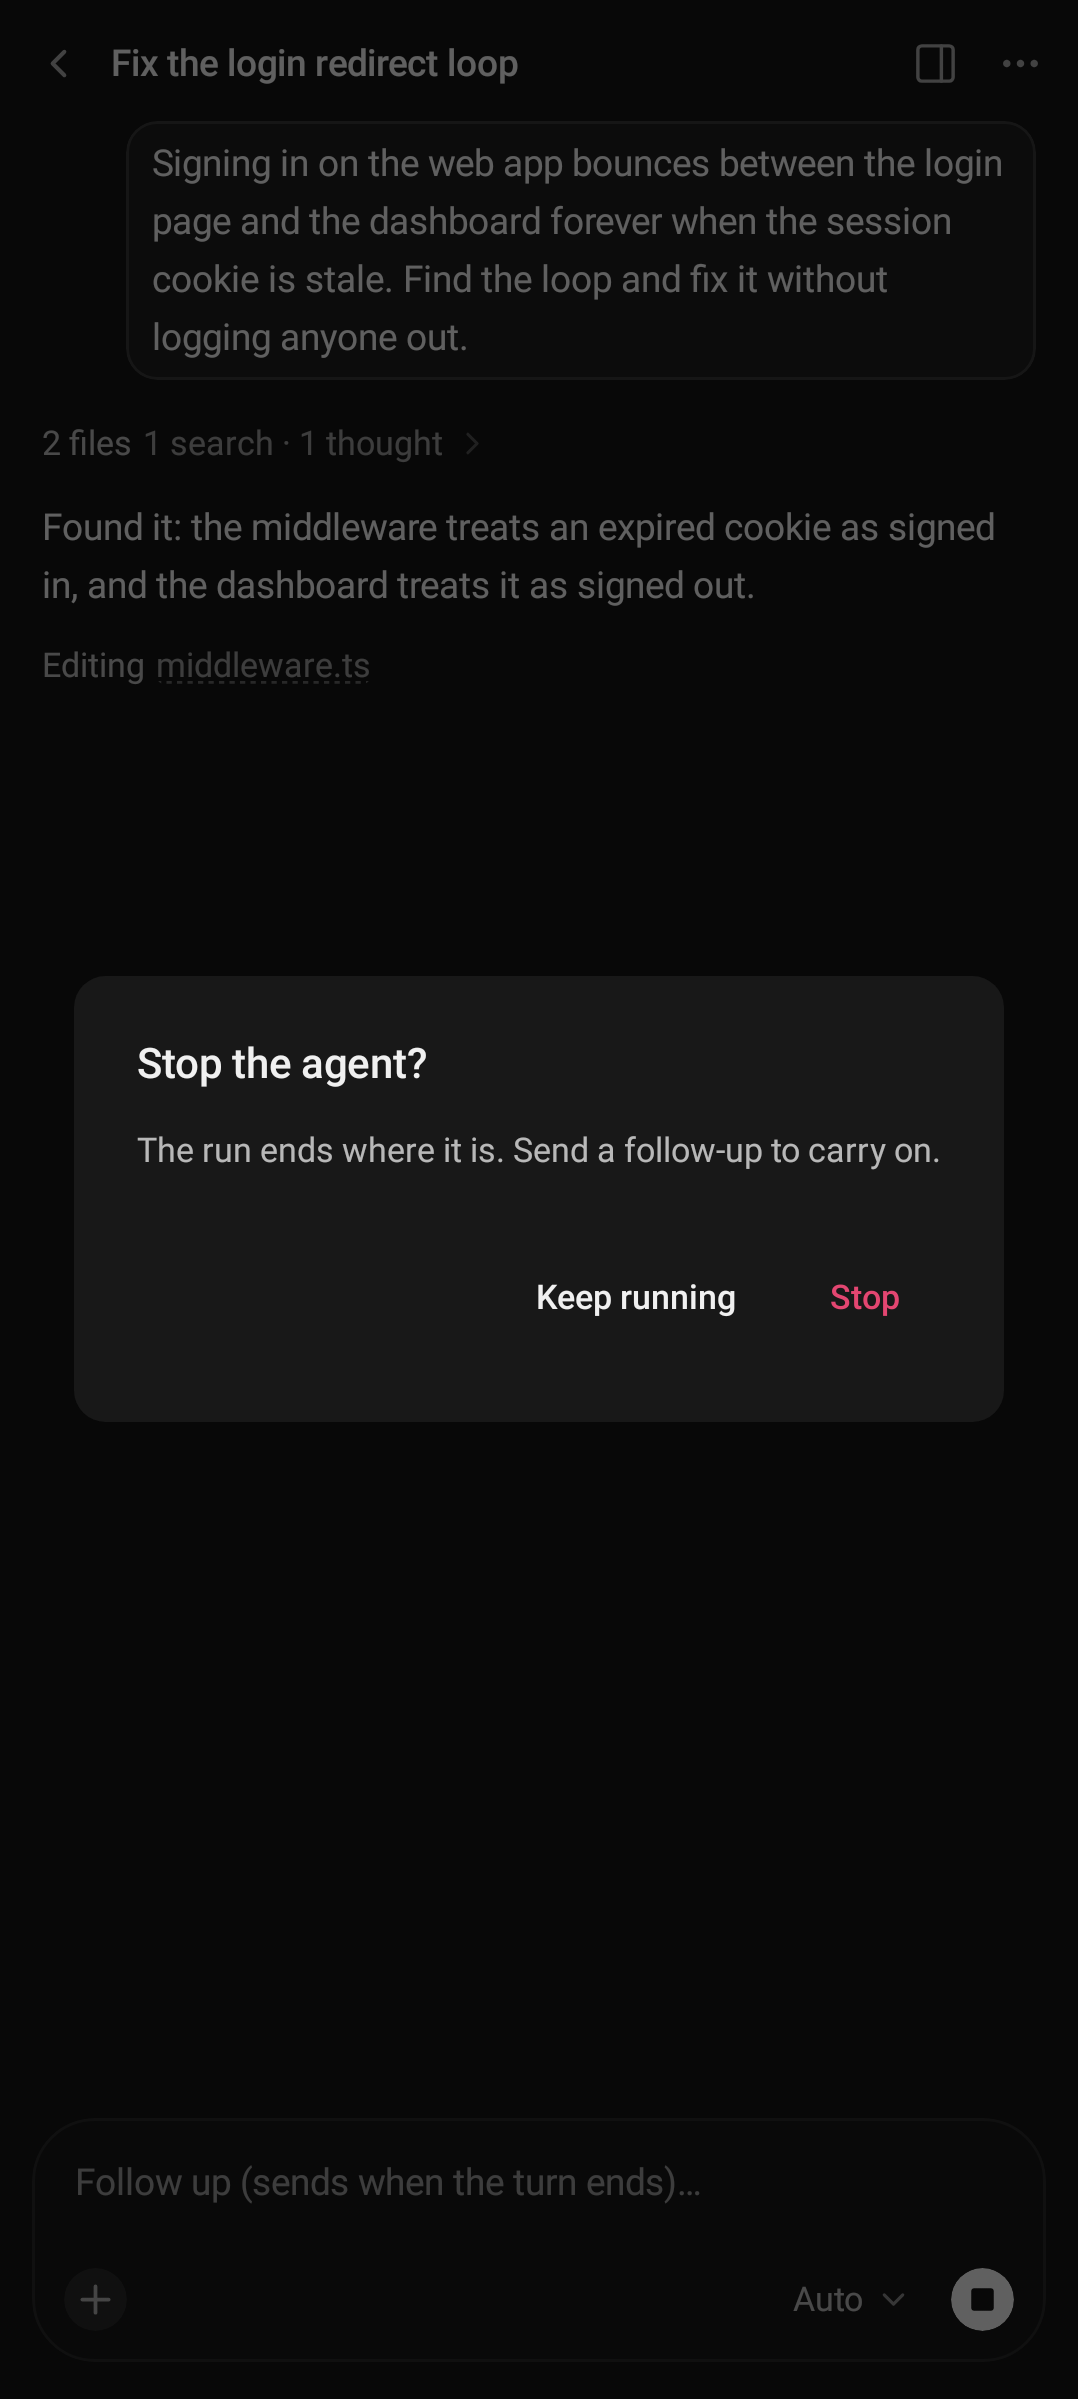 Fix the login redirect loop
Signing in on the web app bounces between the login
page and the dashboard forever when the session
cookie is stale. Find the loop and fix it without
logging anyone out.
2 files 1 search · 1 thought
Found it: the middleware treats an expired cookie as signed
in, and the dashboard treats it as signed out.
Editing middleware.ts
Stop the agent?
The run ends where it is. Send a follow-up to carry on.
Keep running Stop
Follow up (sends when the turn ends)…
Auto